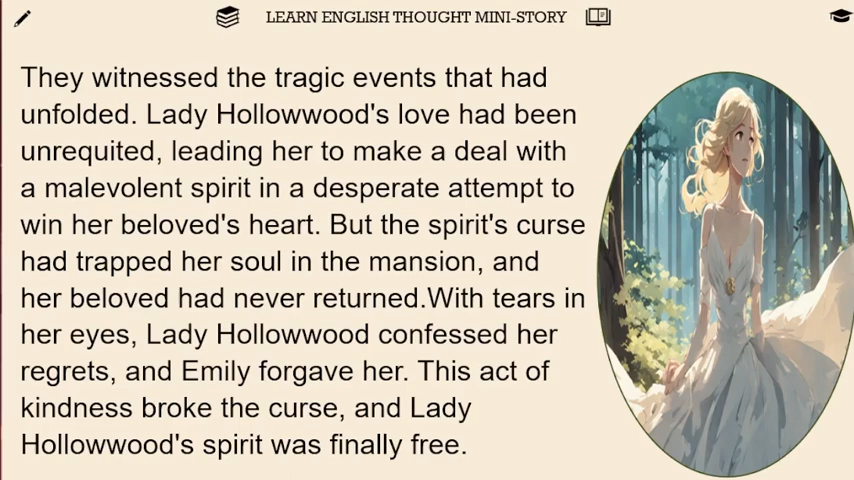 LEARN ENGLISH THOUGHT MINI-STORY
They witnessed the tragic events that had
unfolded. Lady Hollowwood's love had been
unrequited, leading her to make a deal with
a malevolent spirit in a desperate attempt to
win her beloved's heart. But the spirit's curse
had trapped her soul in the mansion, and
her beloved had never returned.With tears in
her eyes, Lady Hollowwood confessed her
regrets, and Emily forgave her. This act of
kindness broke the curse, and Lady
Hollowwood's spirit was finally free.